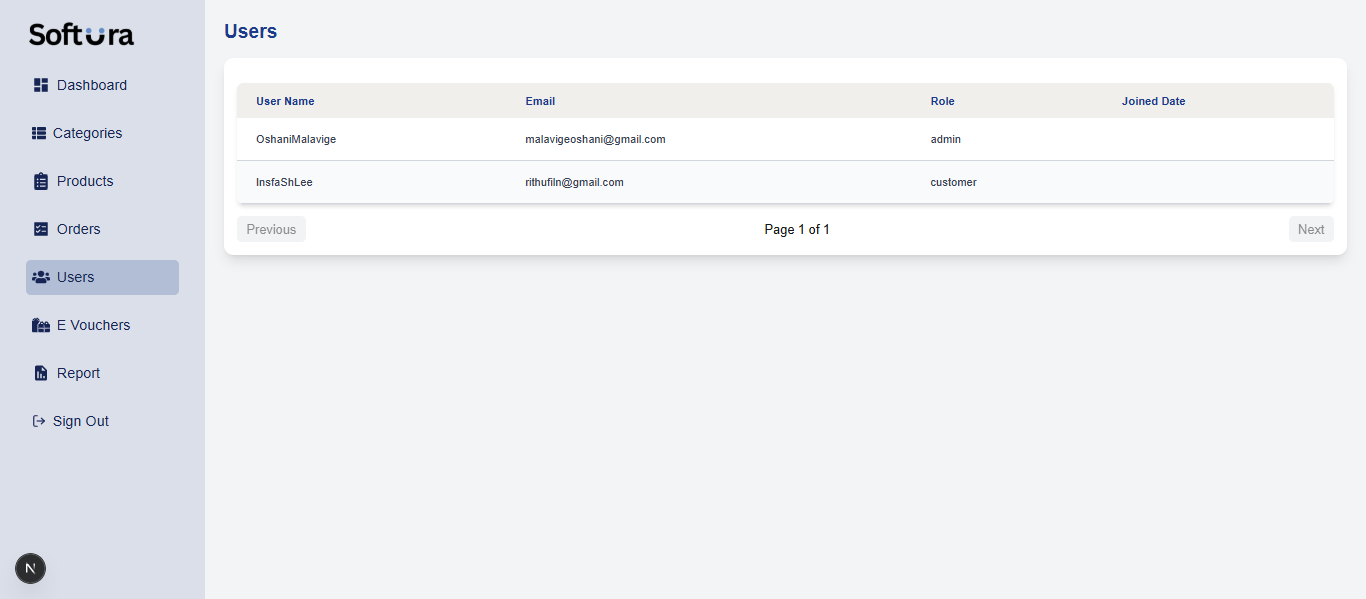 Softüra
Dashboard
Categories
Products
Orders
Users
E Vouchers
Report
Sign Out
N
Users
User Name Email Role Joined Date
OshaniMalavige malavigeoshani@gmail.com admin
InsfaShLee rithufiln@gmail.com customer
Previous Page 1 of 1 Next